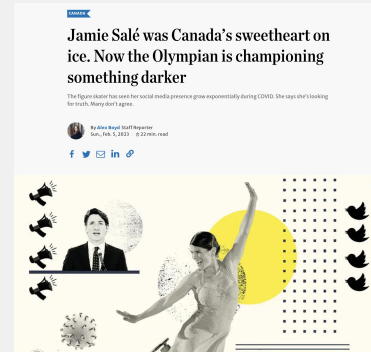 CANADA
Jamie Salé was Canada's sweetheart on
ice. Now the Olympian is championing
something darker
The figure skater has seen her social media presence grow exponentially during COVID. She says she's looking
for truth. Many don't agree.
By Alex Boyd Staff Reporter
Sun., Feb. 5, 2023 22 min. read